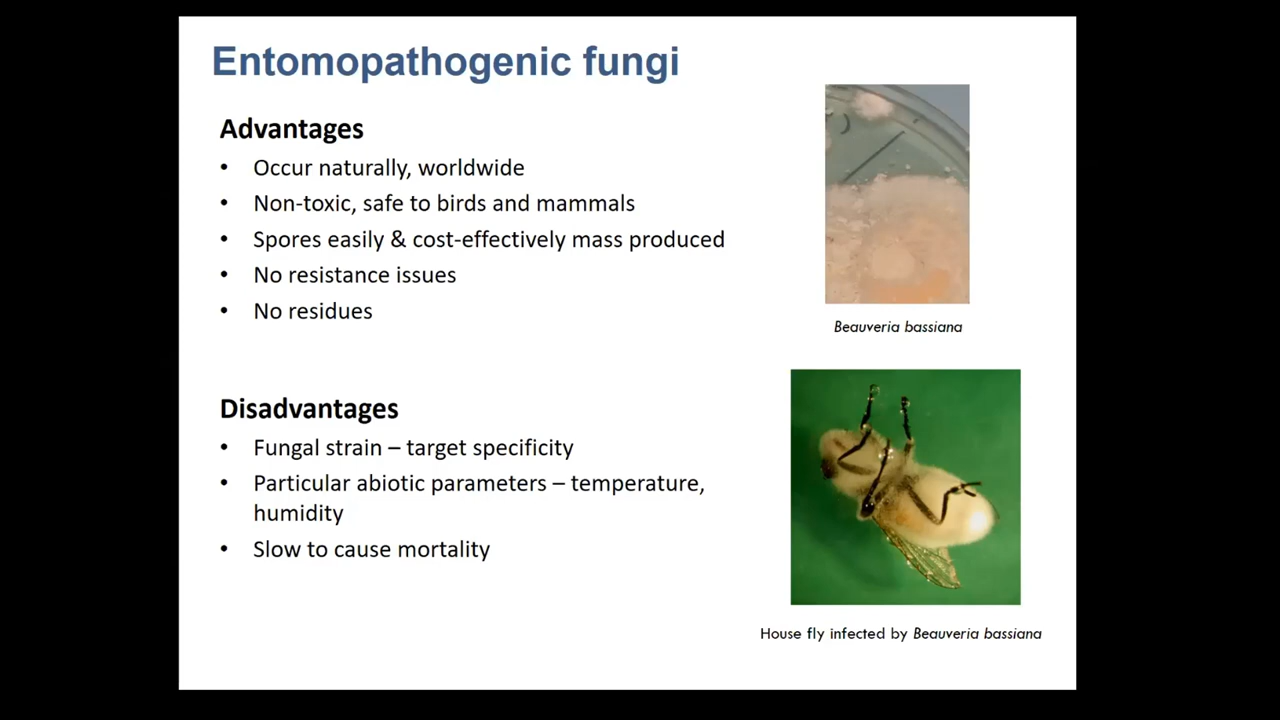 Entomopathogenic fungi
Advantages
• Occur naturally, worldwide
• Non-toxic, safe to birds and mammals
• Spores easily & cost-effectively mass produced
• No resistance issues
• No residues
Beauveria bassiana
Disadvantages
• Fungal strain – target specificity
• Particular abiotic parameters – temperature,
humidity
• Slow to cause mortality
House fly infected by Beauveria bassiana